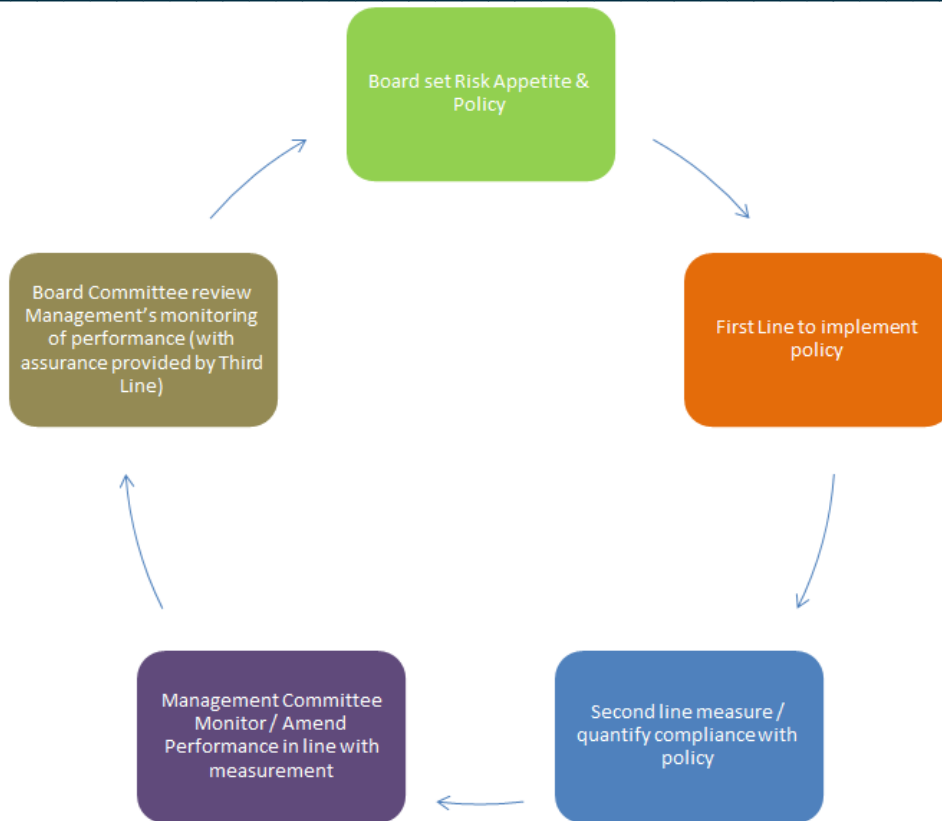 Board set Risk Appetite &
Policy
First Line to implement
policy
Second line measure /
quantify compliance with
policy
Management Committee
Monitor / Amend
Performance in line with
measurement
Board Committee review
Management's monitoring
of performance (with
assurance provided by Third
Line)